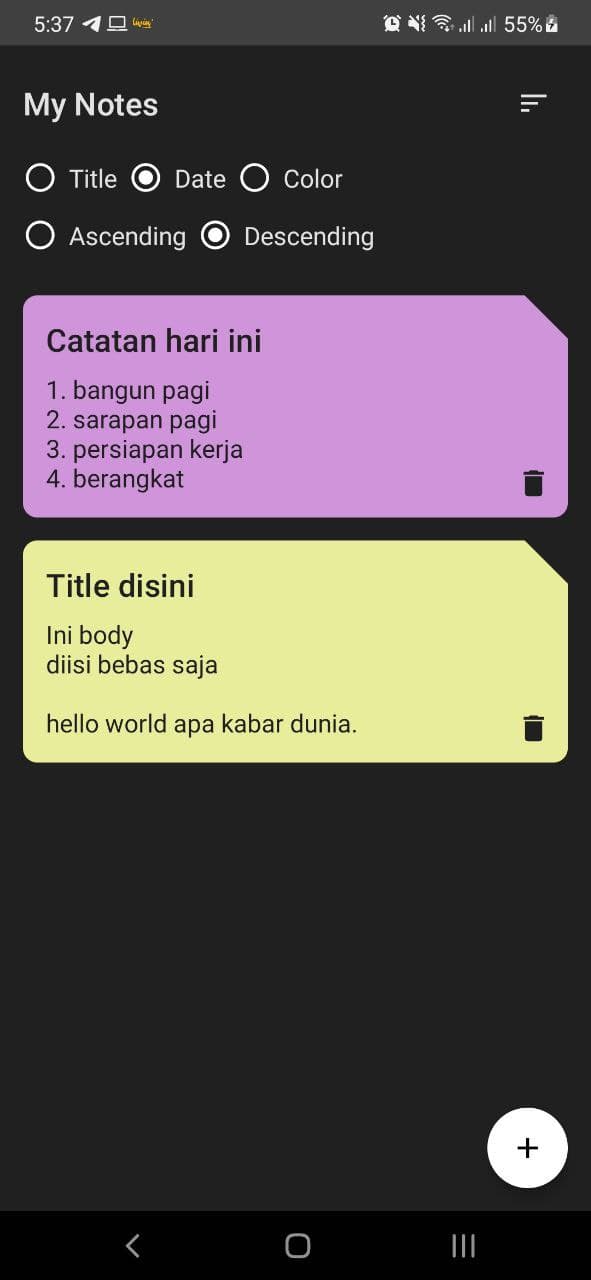 5:37
55%
My Notes
Title Date Color
Ascending Descending
Catatan hari ini
1. bangun pagi
2. sarapan pagi
3. persiapan kerja
4. berangkat
Title disini
Ini body
diisi bebas saja
hello world apa kabar dunia.